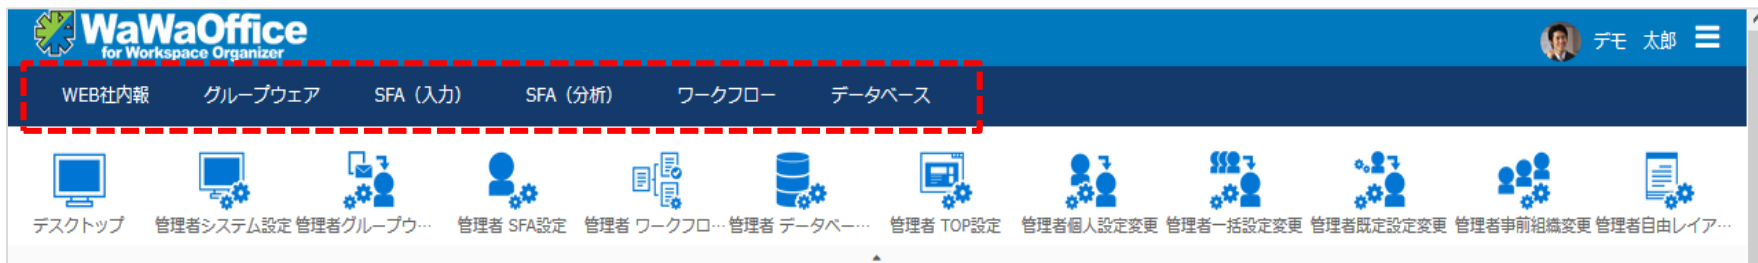 WaWaOffice
for Workspace Organizer
デモ 太郎
WEB社内報 グループウェア SFA（入力） SFA（分析） ワークフロー データベース
デスクトップ 管理者システム設定 管理者グループウ… 管理者 SFA設定 管理者 ワークフロ… 管理者 データベー… 管理者 TOP設定 管理者個人設定変更 管理者一括設定変更 管理者既定設定変更 管理者事前組織変更 管理者自由レイア…